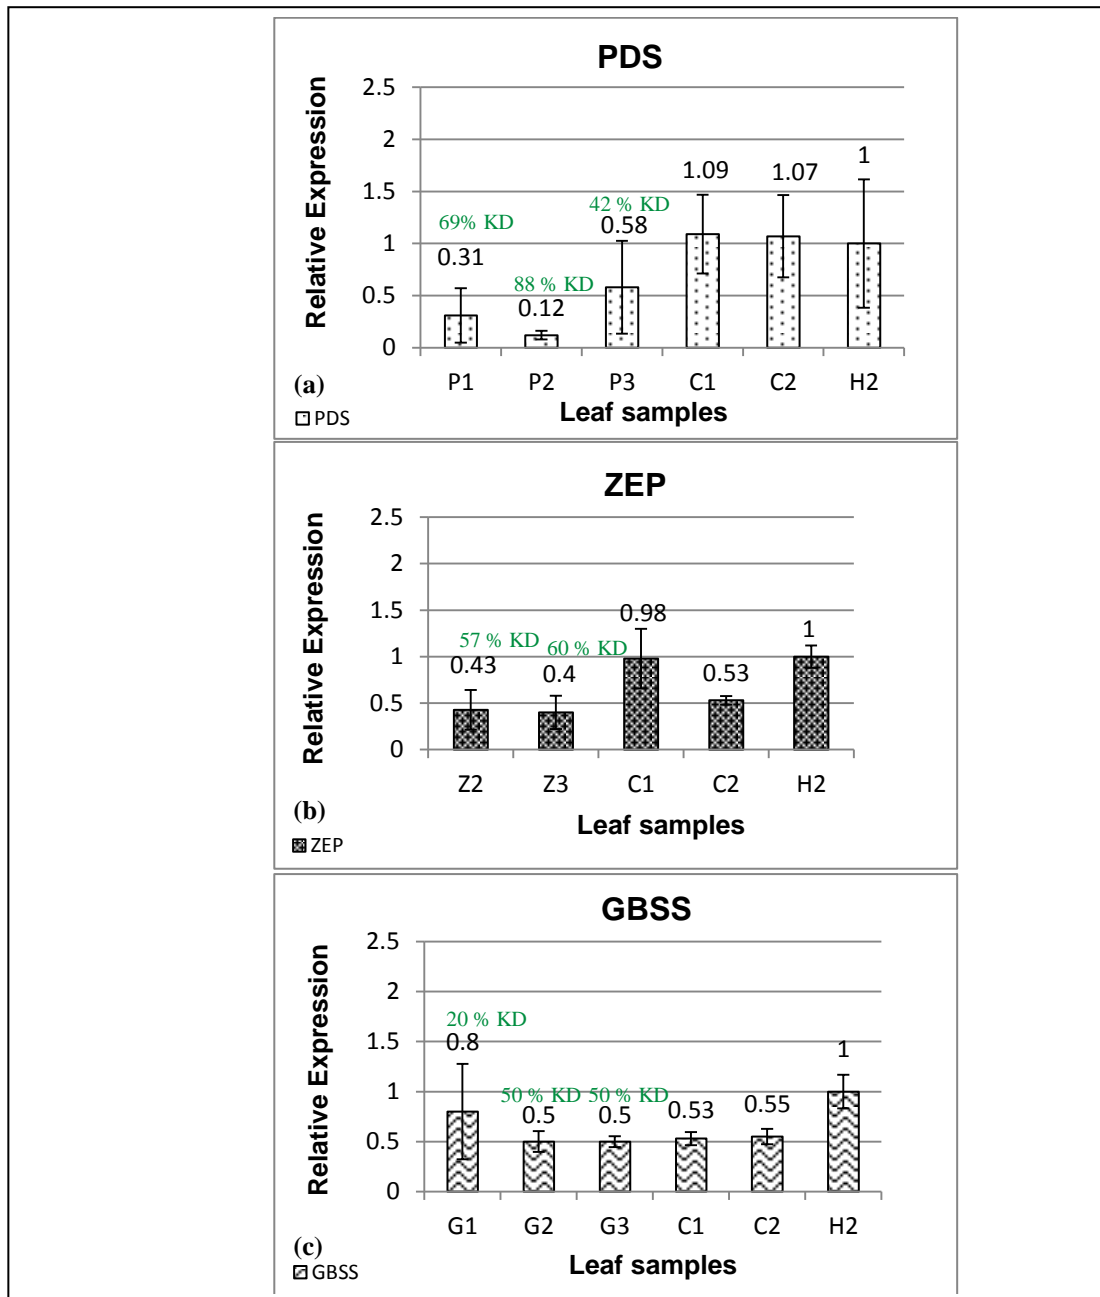 PDS
Relative Expression
2.5
2
1.5
1
0.5
0
69% KD
0.31
88 % KD
0.12
42 % KD
0.58
1.09
1.07
1
P1 P2 P3 C1 C2 H2
(a)
Leaf samples
PDS
ZEP
Relative Expression
2.5
2
1.5
1
0.5
0
57 % KD
0.43
60 % KD
0.4
0.98
0.53
1
Z2 Z3 C1 C2 H2
(b)
Leaf samples
ZEP
GBSS
Relative Expression
2.5
2
1.5
1
0.5
0
20 % KD
0.8
50 % KD
0.5
50 % KD
0.5
0.53
0.55
1
G1 G2 G3 C1 C2 H2
(c)
Leaf samples
GBSS